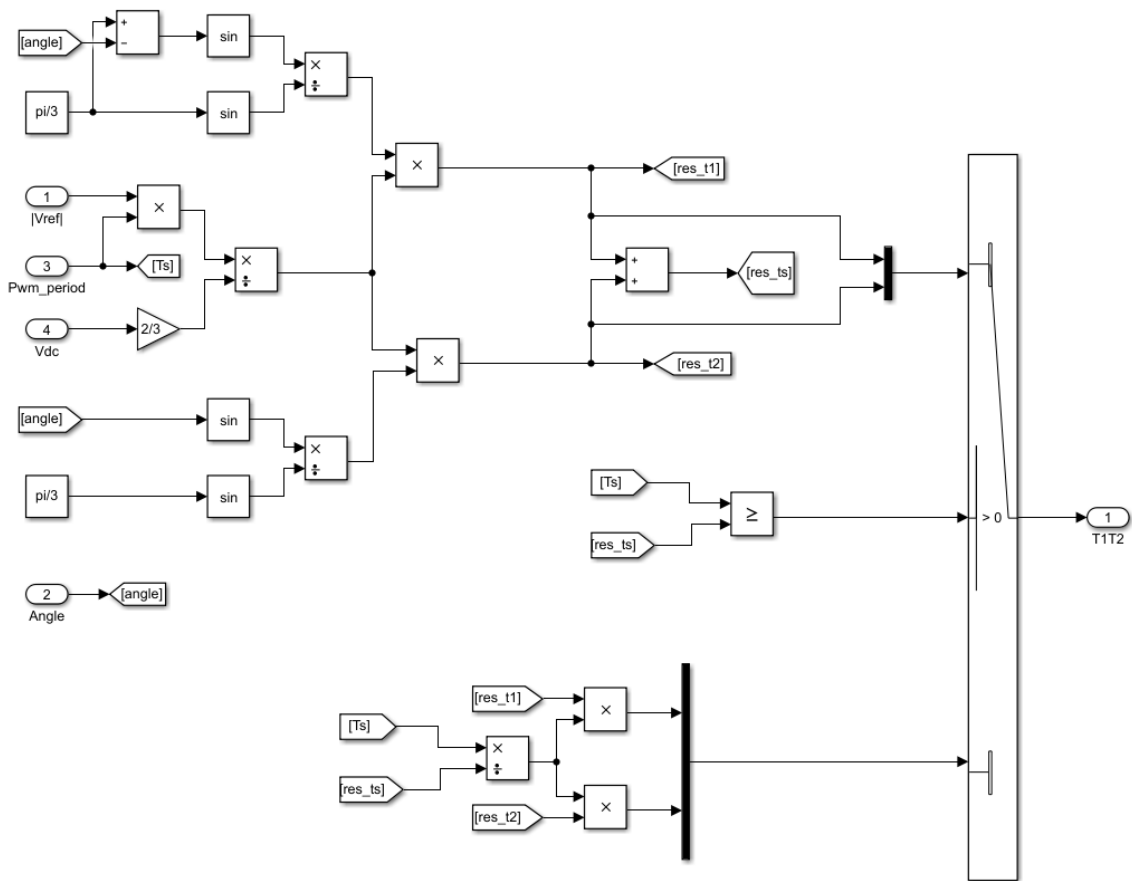 [angle]
+
−
sin
×
÷
pi/3
sin
×
1
|Vref|
×
[res_t1]
3
Pwm_period
[Ts]
×
÷
+
+
[res_ts]
4
Vdc
2/3
×
[res_t2]
[angle]
sin
×
÷
pi/3
sin
[Ts]
≥
[res_ts]
> 0
1
T1T2
2
Angle
[angle]
[res_t1]
×
[Ts]
×
÷
[res_ts]
[res_t2]
×